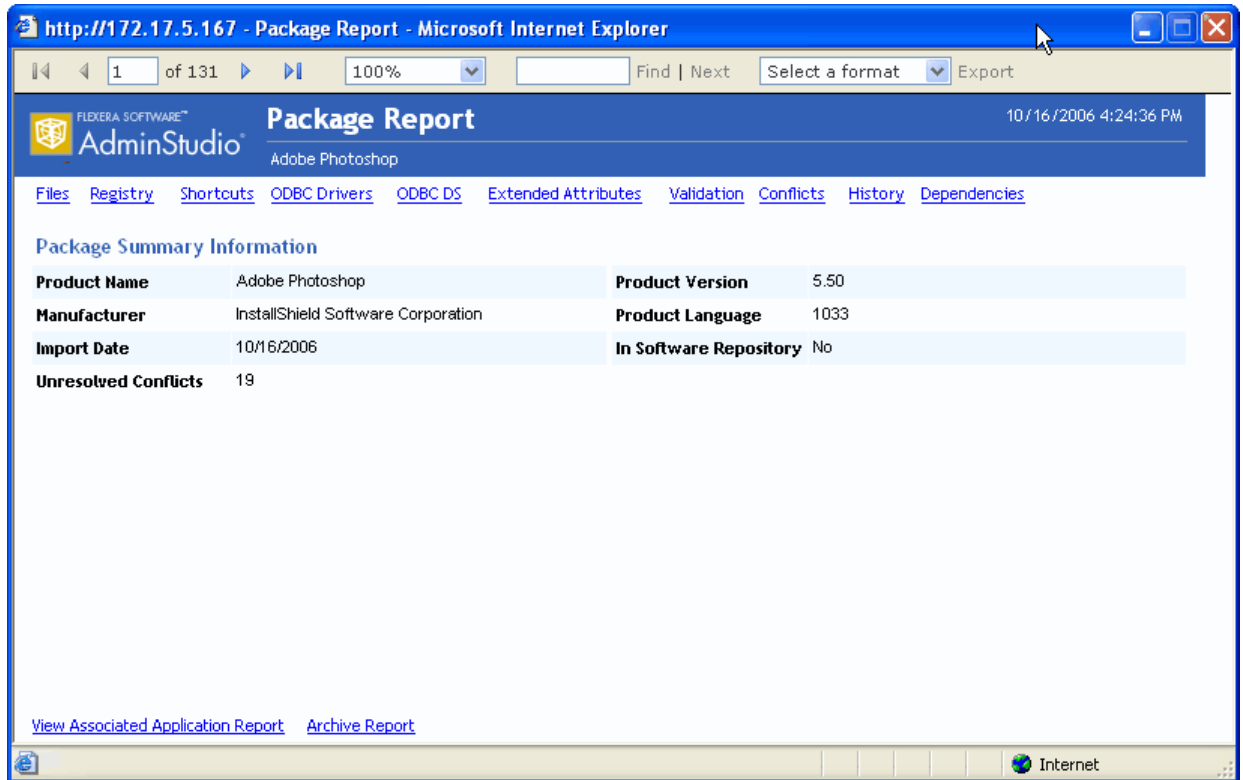 http://172.17.5.167 - Package Report - Microsoft Internet Explorer
1 of 131 100% Find | Next Select a format Export
FLEXERA SOFTWARE™
AdminStudio®
Package Report
10/16/2006 4:24:36 PM
Adobe Photoshop
Files Registry Shortcuts ODBC Drivers ODBC DS Extended Attributes Validation Conflicts History Dependencies
Package Summary Information
Product Name Adobe Photoshop Product Version 5.50
Manufacturer InstallShield Software Corporation Product Language 1033
Import Date 10/16/2006 In Software Repository No
Unresolved Conflicts 19
View Associated Application Report Archive Report
Internet